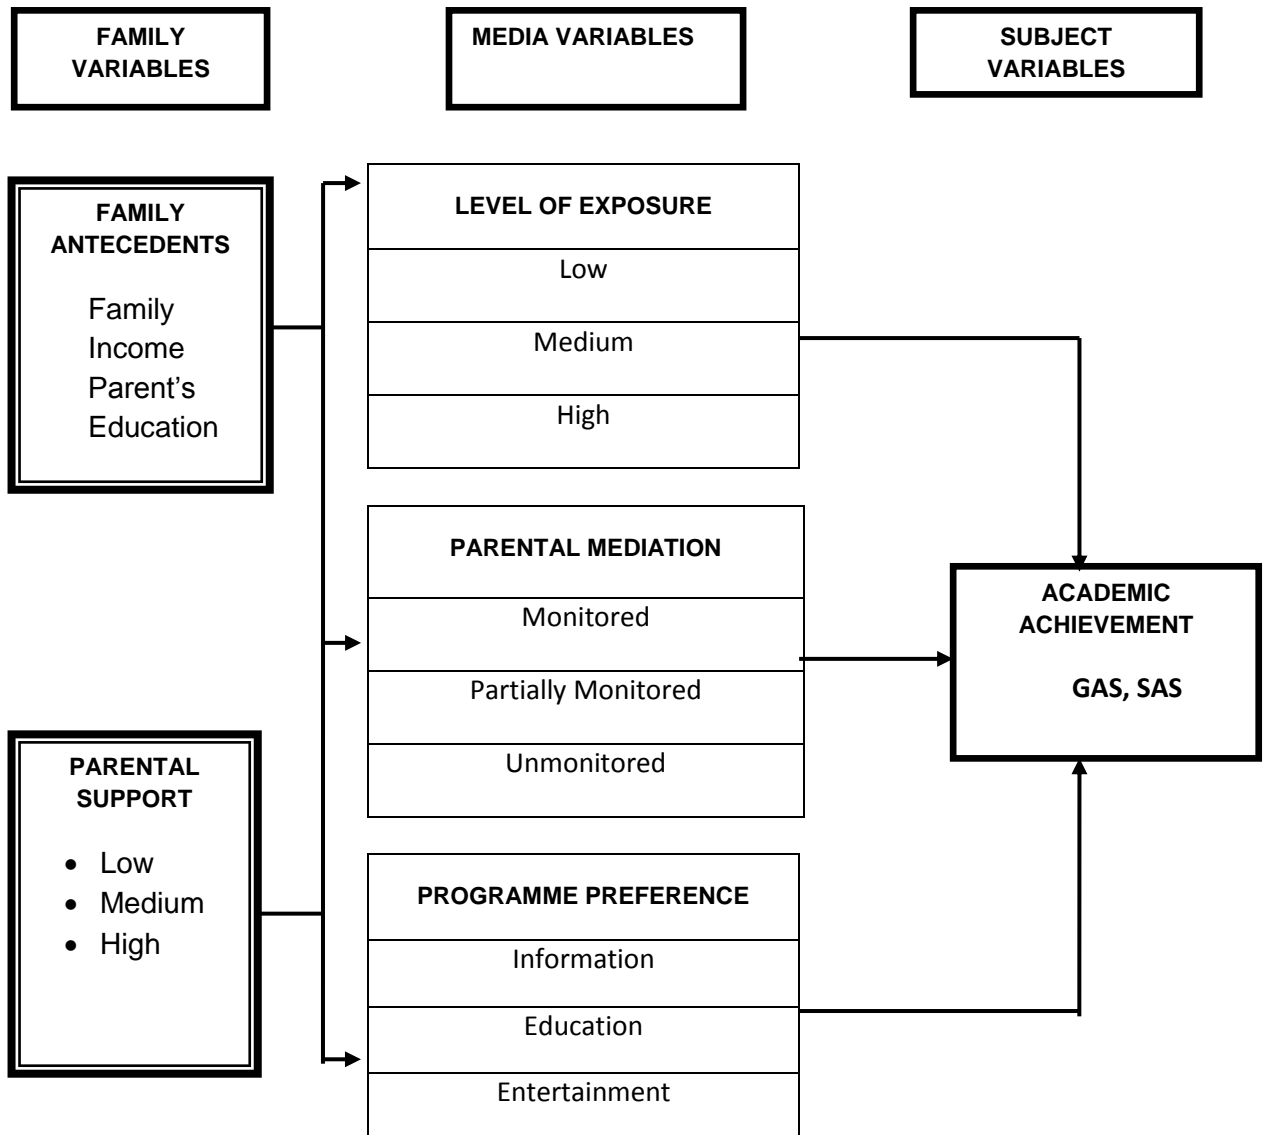 FAMILY
VARIABLES
MEDIA VARIABLES
SUBJECT
VARIABLES
FAMILY
ANTECEDENTS
Family
Income
Parent's
Education
PARENTAL
SUPPORT
• Low
• Medium
• High
LEVEL OF EXPOSURE
Low
Medium
High
PARENTAL MEDIATION
Monitored
Partially Monitored
Unmonitored
PROGRAMME PREFERENCE
Information
Education
Entertainment
ACADEMIC
ACHIEVEMENT
GAS, SAS